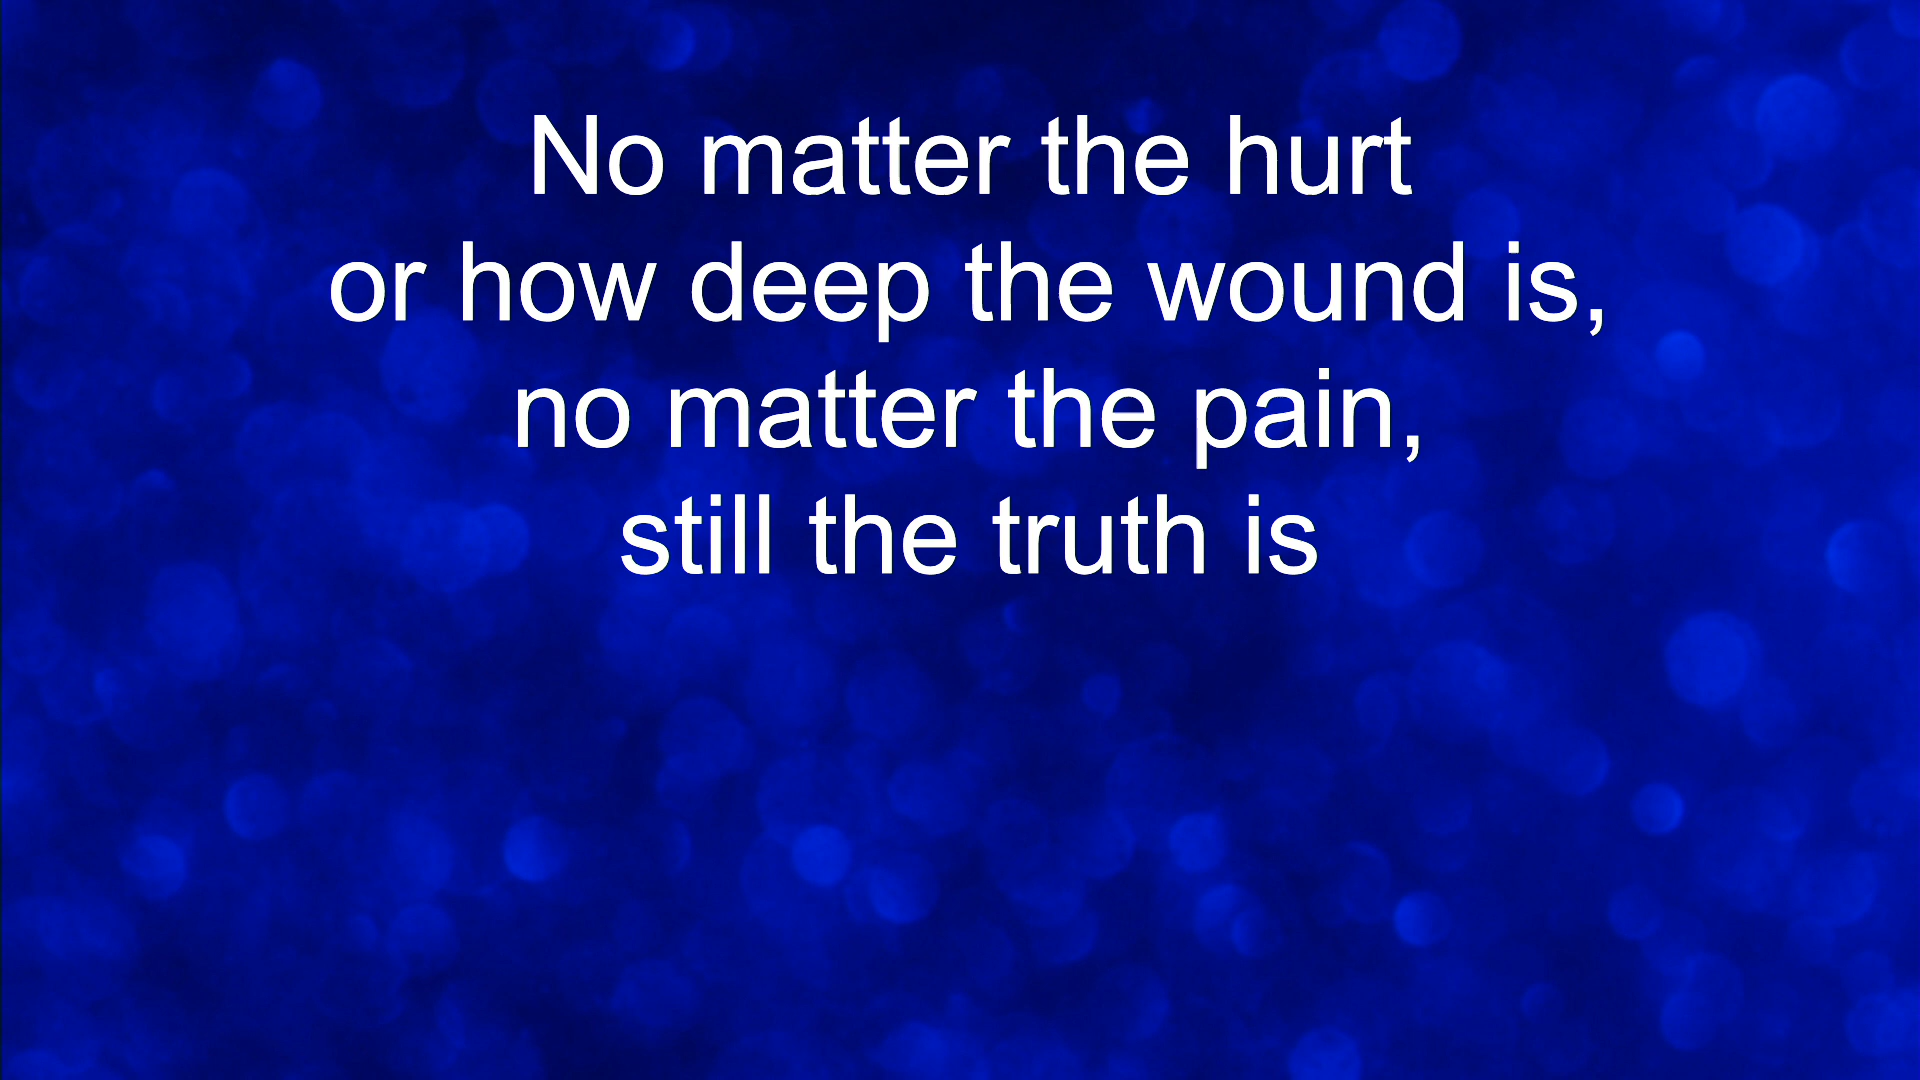 No matter the hurt
or how deep the wound is,
no matter the pain,
still the truth is